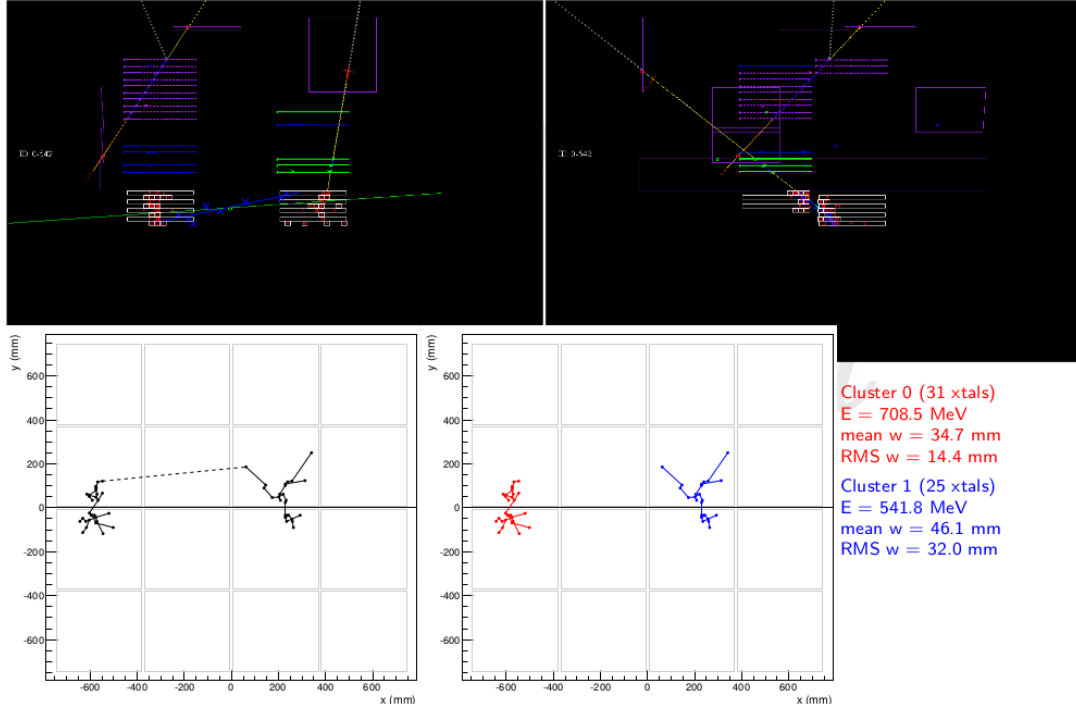 ID: 0-542
ID: 0-542
y (mm)
600
400
200
0
-200
-400
-600
-600 -400 -200 0 200 400 600
x (mm)
y (mm)
600
400
200
0
-200
-400
-600
-600 -400 -200 0 200 400 600
x (mm)
Cluster 0 (31 xtals)
E = 708.5 MeV
mean w = 34.7 mm
RMS w = 14.4 mm
Cluster 1 (25 xtals)
E = 541.8 MeV
mean w = 46.1 mm
RMS w = 32.0 mm